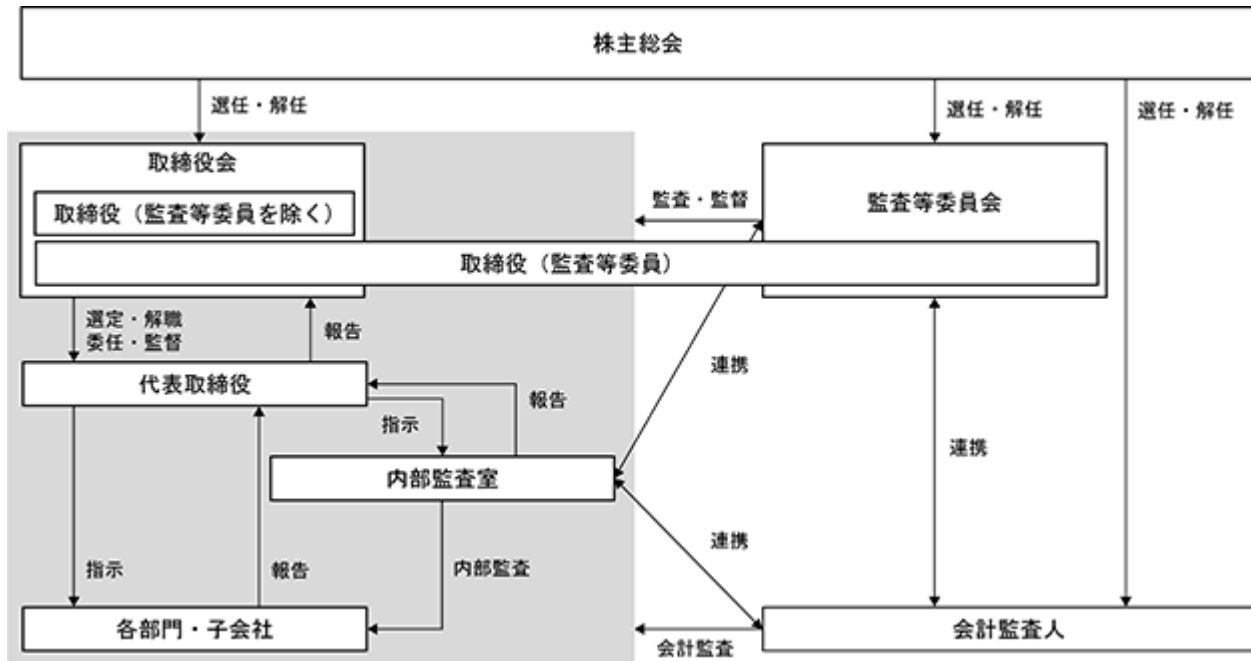 株主総会
選任・解任
選任・解任
選任・解任
取締役会
取締役（監査等委員を除く）
監査・監督
監査等委員会
取締役（監査等委員）
選定・解職
委任・監督
報告
代表取締役
連携
報告
指示
内部監査室
連携
連携
指示
報告
内部監査
各部門・子会社
会計監査
会計監査人